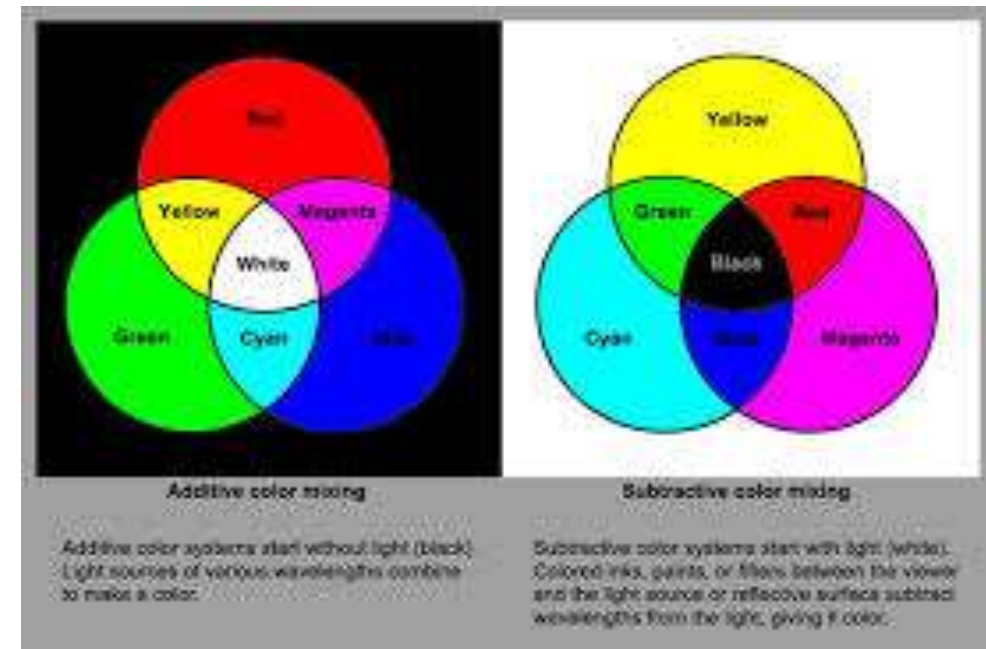 Red
Yellow
Magenta
White
Green
Cyan
Blue
Yellow
Green
Red
Black
Cyan
Blue
Magenta
Additive color mixing
Subtractive color mixing
Additive color systems start without light (black).
Light sources of various wavelengths combine
to make a color.
Subtractive color systems start with light (white).
Colored inks, paints, or filters between the viewer
and the light source or reflective surface subtract
wavelengths from the light, giving it color.